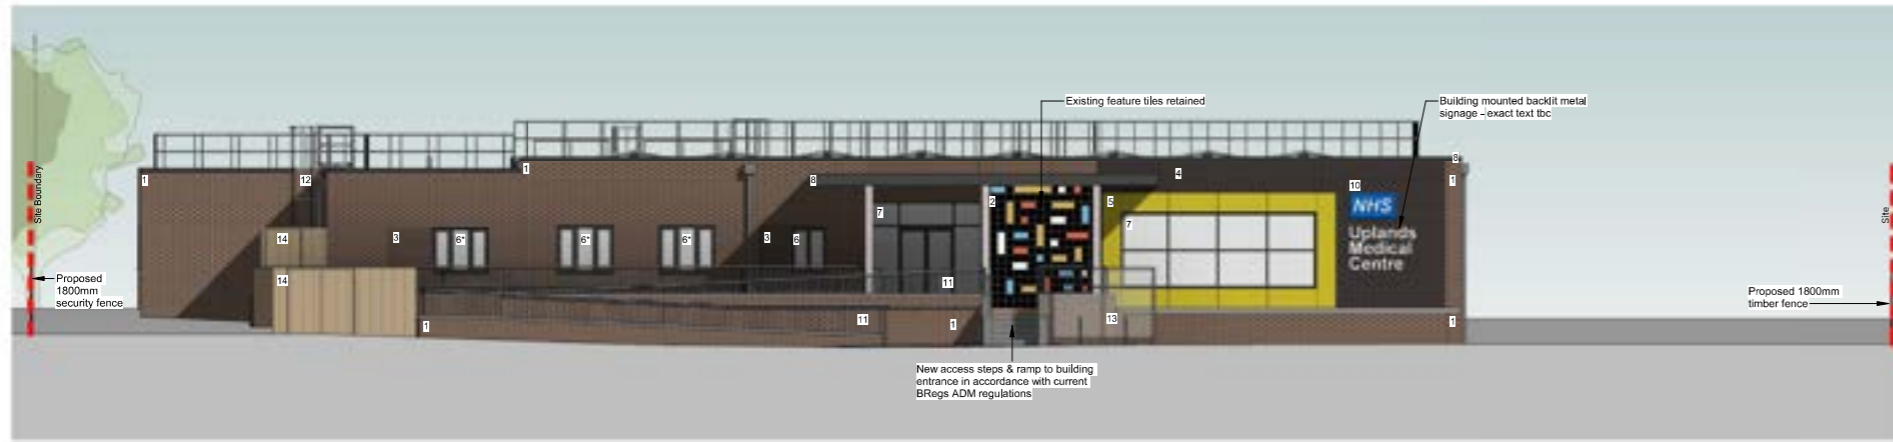 Existing feature tiles retained
Building mounted backlit metal
signage - exact text tbc
1
12
1
8
4
8
1
10
NHS
Uplands
Medical
Centre
Site Boundary
2
5
7
7
3
6*
6*
6*
3
6
14
14
11
11
13
1
1
1
Proposed
1800mm
security fence
Site
Proposed 1800mm
timber fence
New access steps & ramp to building
entrance in accordance with current
BRegs ADM regulations